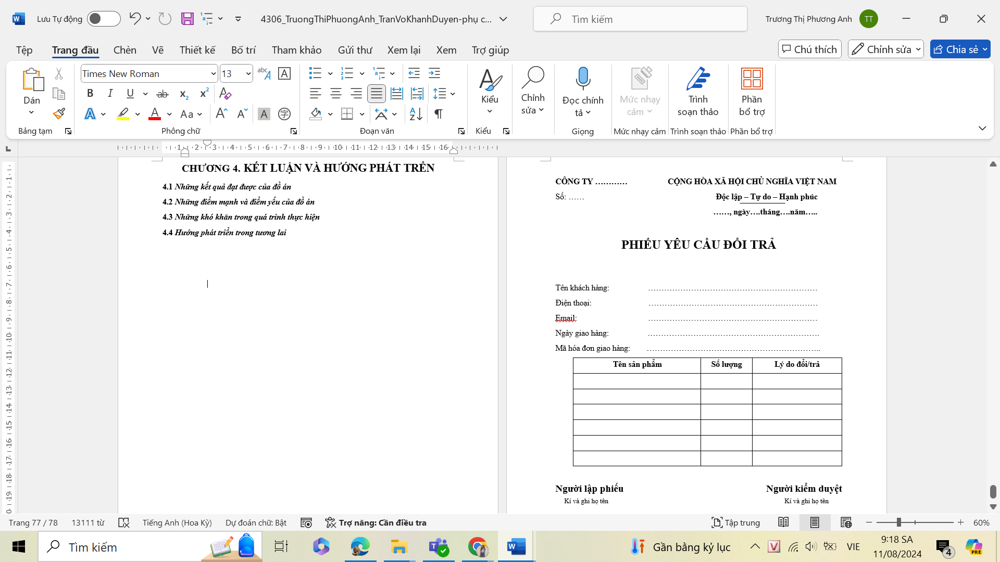 Lưu Tự động
4306_TruongThiPhuongAnh_TranVoKhanhDuyen-phụ c...
Tìm kiếm
Trương Thị Phương Anh
TT
Tệp
Trang đầu
Chèn
Vẽ
Thiết kế
Bố trí
Tham khảo
Gửi thư
Xem lại
Xem
Trợ giúp
Chú thích
Chỉnh sửa
Chia sẻ
Dán
Times New Roman
13
Kiểu
Chỉnh sửa
Đọc chính tả
Mức nhạy cảm
Trình soạn thảo
Phần bổ trợ
Bảng tạm
Phông chữ
Đoạn văn
Kiểu
Giọng
Mức nhạy cảm
Trình soạn thảo
Phần bổ trợ
1 2 3 4 5 6 7 8 9 10 11 12 13 14 15 16
CHƯƠNG 4. KẾT LUẬN VÀ HƯỚNG PHÁT TRỂN
4.1 Những kết quả đạt được của đồ án
4.2 Những điểm mạnh và điểm yếu của đồ án
4.3 Những khó khăn trong quá trình thực hiện
4.4 Hướng phát triển trong tương lai
CÔNG TY …………
CỘNG HÒA XÃ HỘI CHỦ NGHĨA VIỆT NAM
Số: ……
Độc lập – Tự do – Hạnh phúc
……, ngày….tháng….năm…..
PHIẾU YÊU CẦU ĐỔI TRẢ
Tên khách hàng: ………………………………………………………
Điện thoại: ………………………………………………………
Email: ………………………………………………………
Ngày giao hàng: ……………………………………………………….
Mã hóa đơn giao hàng: ………………………………………………………..
Tên sản phẩm
Số lượng
Lý do đổi/trả
Người lập phiếu
Người kiểm duyệt
Kí và ghi họ tên
Kí và ghi họ tên
Trang 77 / 78
13111 từ
Tiếng Anh (Hoa Kỳ)
Dự đoán chữ: Bật
Trợ năng: Cần điều tra
Tập trung
60%
Tìm kiếm
Gần bằng kỷ lục
VIE
9:18 SA
11/08/2024
4
PRE